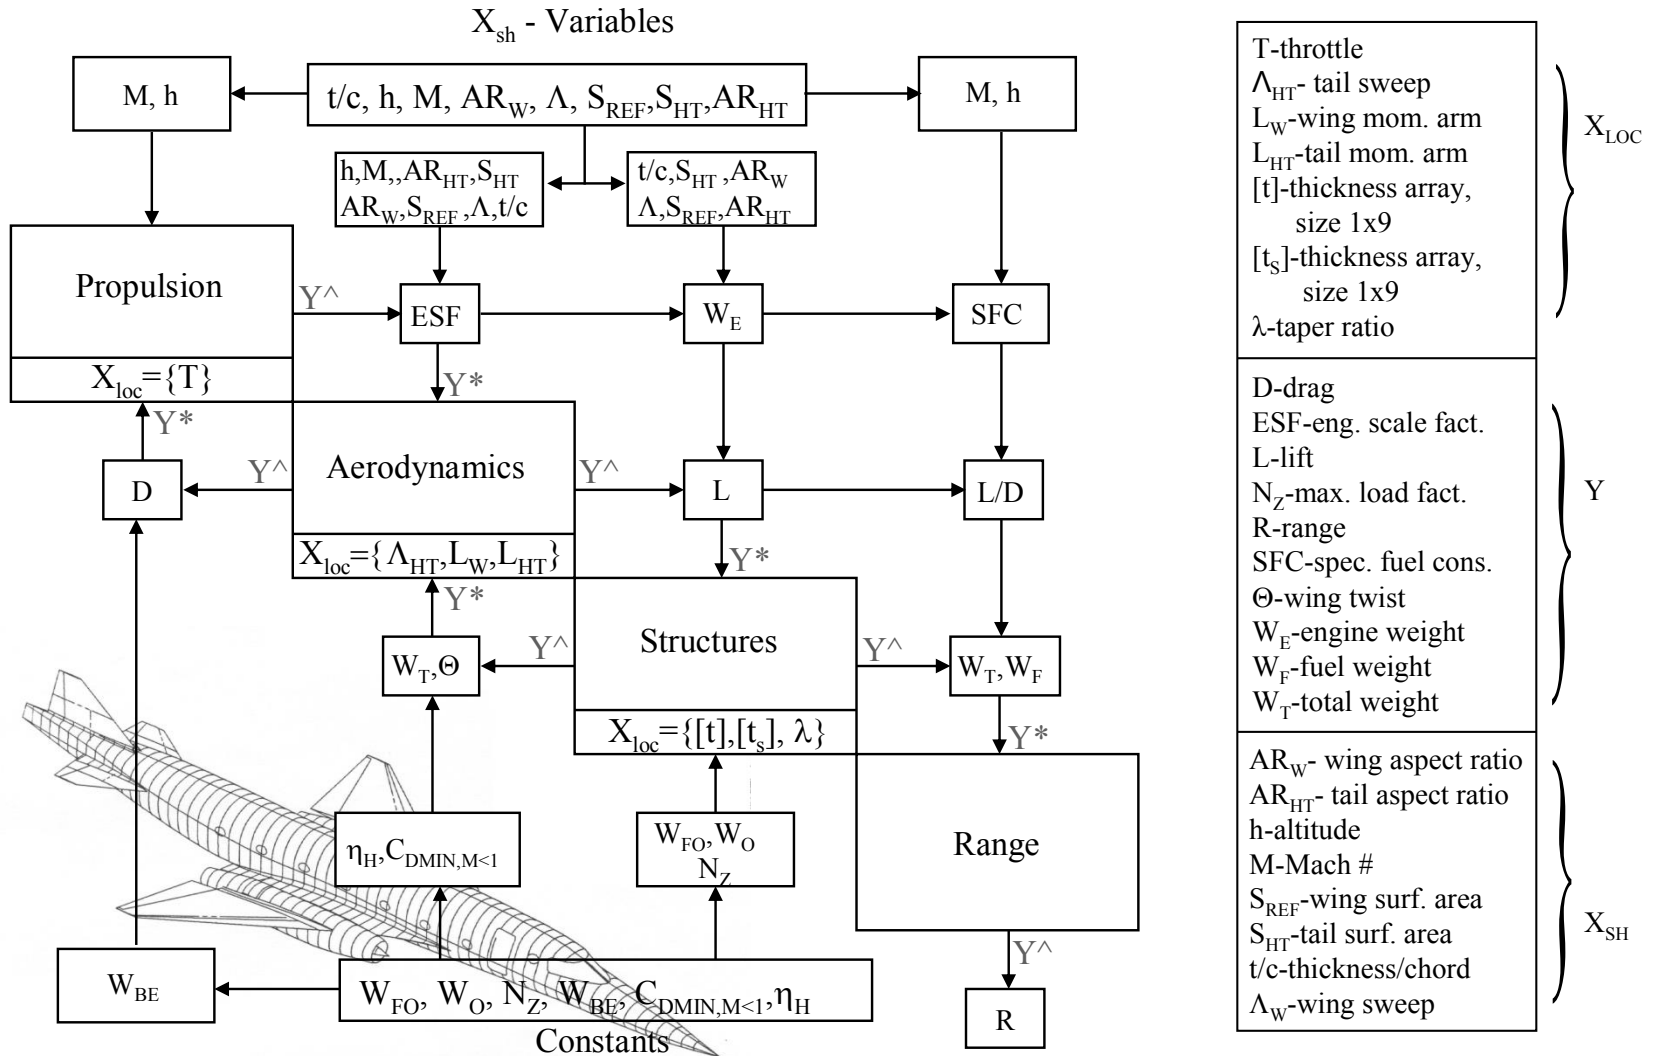 X_sh - Variables
M, h
t/c, h, M, AR_W, Λ, S_REF,S_HT,AR_HT
M, h
h,M,,AR_HT,S_HT
AR_W,S_REF ,Λ,t/c
t/c,S_HT ,AR_W
Λ,S_REF,AR_HT
Propulsion
Y^
ESF
W_E
SFC
X_loc={T}
Y*
Y*
D
Y^
Aerodynamics
Y^
L
L/D
X_loc={Λ_HT,L_W,L_HT}
Y*
Y*
W_T,Θ
Y^
Structures
Y^
W_T, W_F
X_loc={[t],[t_s], λ}
Y*
η_H,C_DMIN,M<1
W_FO, W_O
N_Z
Range
Y^
W_BE
W_FO, W_O, N_Z, W_BE, C_DMIN,M<1,η_H
R
Constants
T-throttle
Λ_HT- tail sweep
L_W-wing mom. arm
L_HT-tail mom. arm
[t]-thickness array,
size 1x9
[t_S]-thickness array,
size 1x9
λ-taper ratio
X_LOC
D-drag
ESF-eng. scale fact.
L-lift
N_Z-max. load fact.
R-range
SFC-spec. fuel cons.
Θ-wing twist
W_E-engine weight
W_F-fuel weight
W_T-total weight
Y
AR_W- wing aspect ratio
AR_HT- tail aspect ratio
h-altitude
M-Mach #
S_REF-wing surf. area
S_HT-tail surf. area
t/c-thickness/chord
Λ_W-wing sweep
X_SH